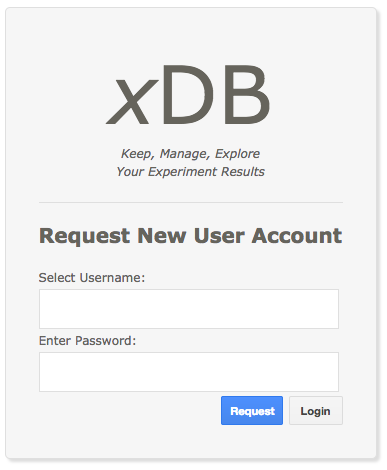 xDB
Keep, Manage, Explore
Your Experiment Results
Request New User Account
Select Username:
Enter Password:
Request Login